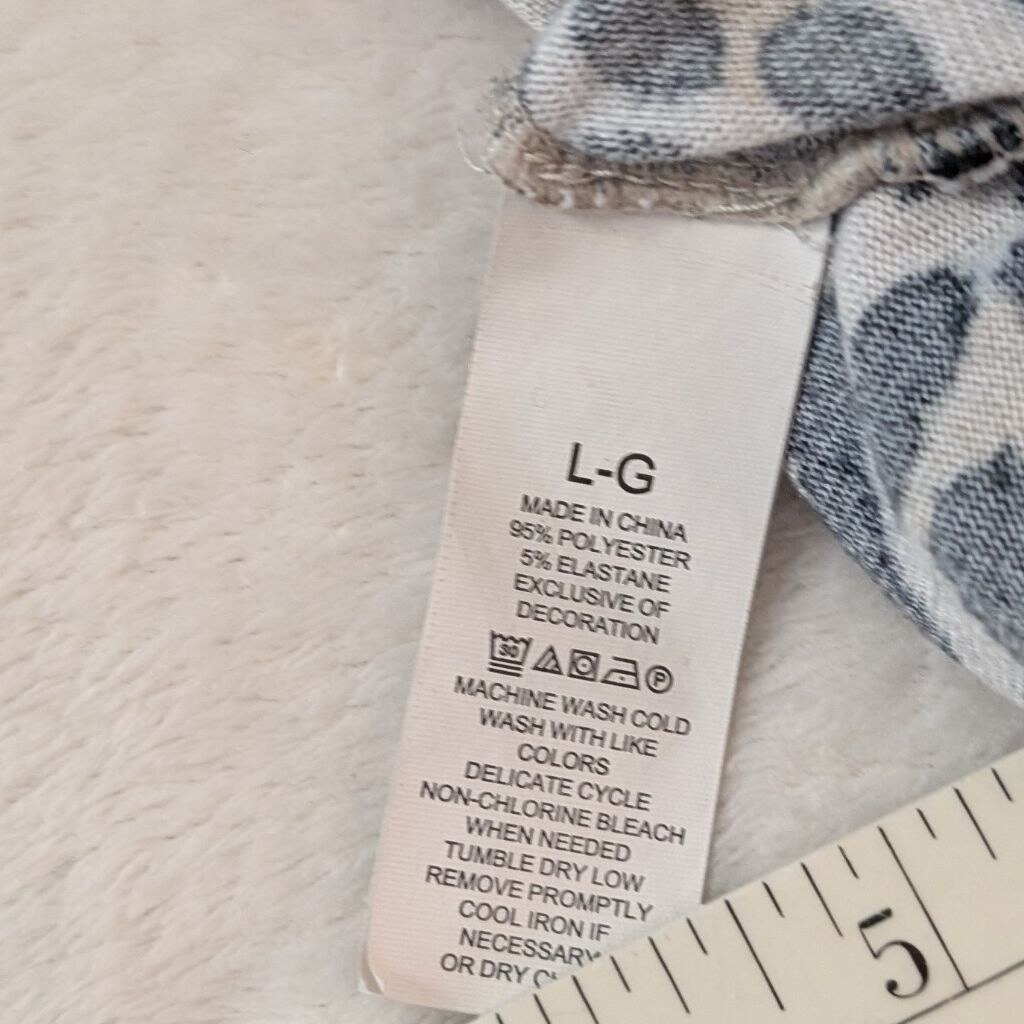 L-G
MADE IN CHINA
95% POLYESTER
5% ELASTANE
EXCLUSIVE OF
DECORATION
30 P
MACHINE WASH COLD
WASH WITH LIKE
COLORS
DELICATE CYCLE
NON-CHLORINE BLEACH
WHEN NEEDED
TUMBLE DRY LOW
REMOVE PROMPTLY
COOL IRON IF
NECESSARY
OR DRY
5